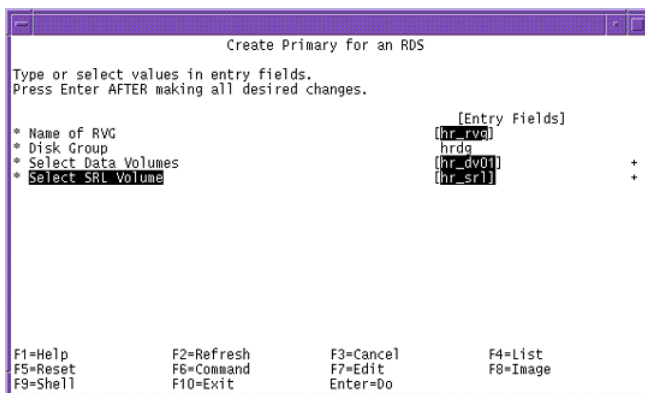 Create Primary for an RDS
Type or select values in entry fields.
Press Enter AFTER making all desired changes.
[Entry Fields]
* Name of RVG [hr_rvg]
* Disk Group hrdg
* Select Data Volumes [hr_dv01] +
* Select SRL Volume [hr_srl] +
F1=Help F2=Refresh F3=Cancel F4=List
F5=Reset F6=Command F7=Edit F8=Image
F9=Shell F10=Exit Enter=Do